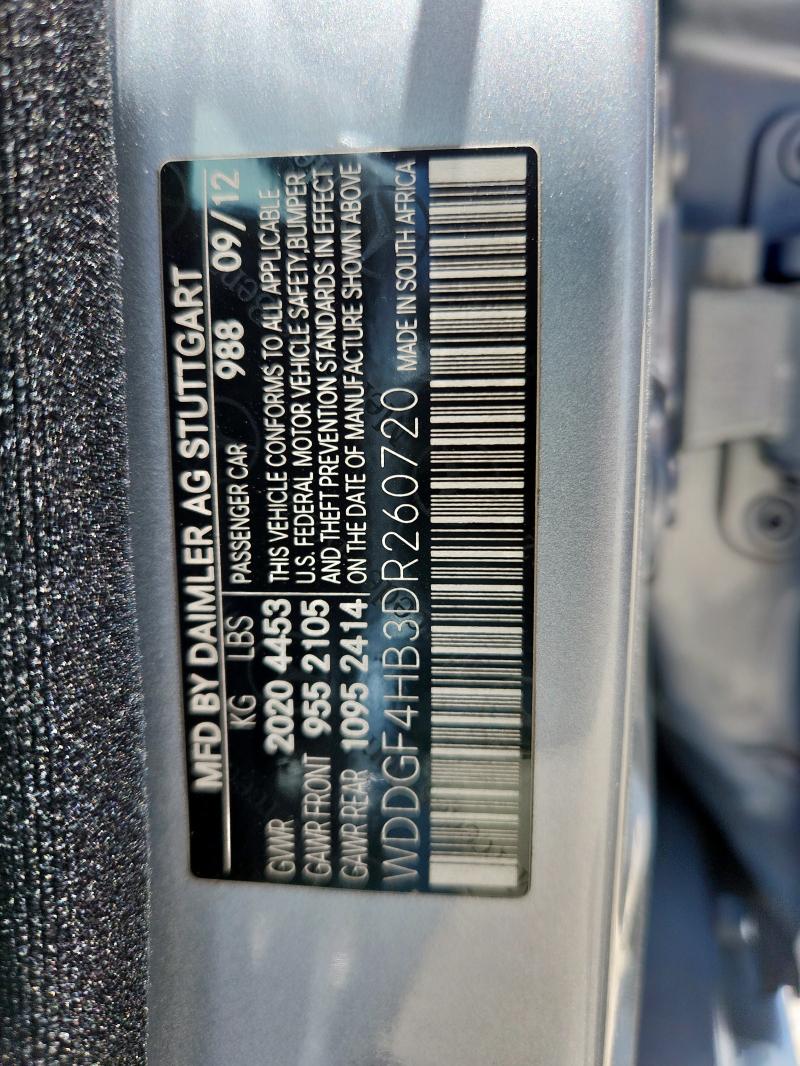 MFD BY DAIMLER AG STUTTGART
KG LBS PASSENGER CAR 988 09/12
GVWR 2020 4453 THIS VEHICLE CONFORMS TO ALL APPLICABLE
GAWR FRONT 955 2105 U.S. FEDERAL MOTOR VEHICLE SAFETY,BUMPER
GAWR REAR 1095 2414 AND THEFT PREVENTION STANDARDS IN EFFECT
ON THE DATE OF MANUFACTURE SHOWN ABOVE
WDDGF4HB3DR260720 MADE IN SOUTH AFRICA